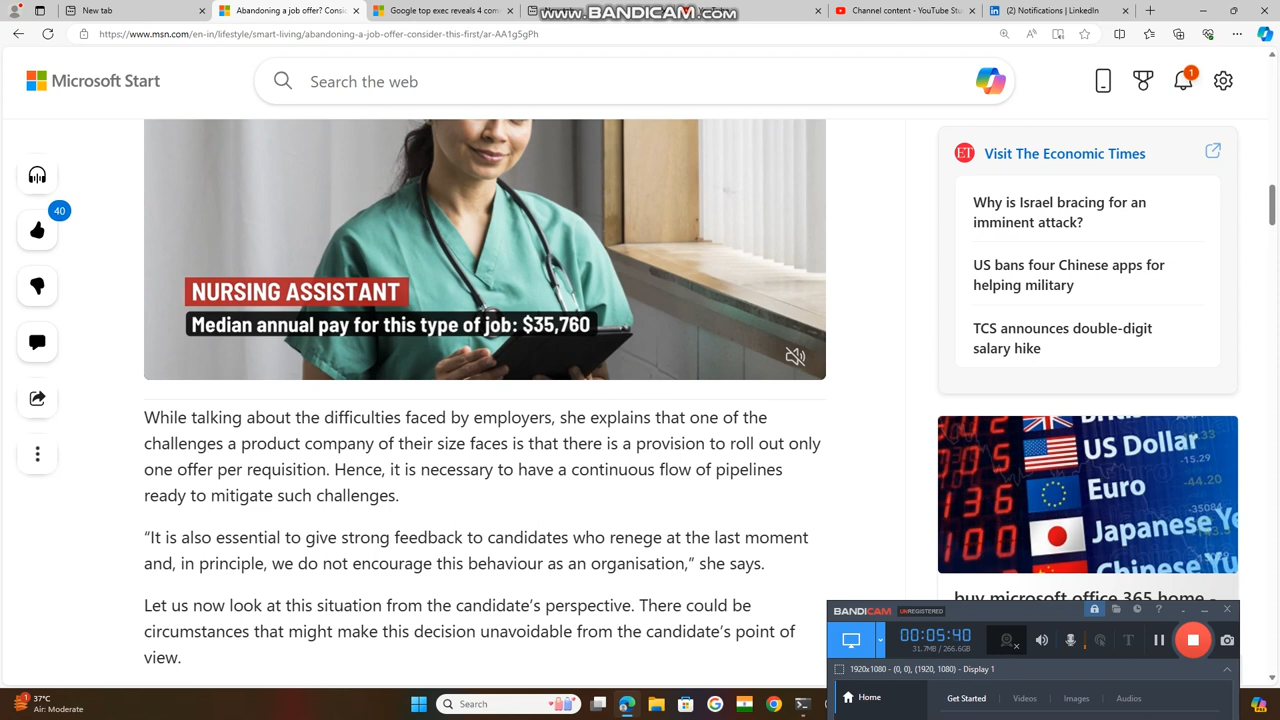 New tab
Abandoning a job offer? Consi
Google top exec reveals 4 com
www.BANDICAM.com
Channel content - YouTube Stu
(2) Notifications | LinkedIn
https://www.msn.com/en-in/lifestyle/smart-living/abandoning-a-job-offer-consider-this-first/ar-AA1g5gPh
Microsoft Start
Search the web
1
40
NURSING ASSISTANT
Median annual pay for this type of job: $35,760
While talking about the difficulties faced by employers, she explains that one of the
challenges a product company of their size faces is that there is a provision to roll out only
one offer per requisition. Hence, it is necessary to have a continuous flow of pipelines
ready to mitigate such challenges.
“It is also essential to give strong feedback to candidates who renege at the last moment
and, in principle, we do not encourage this behaviour as an organisation,” she says.
Let us now look at this situation from the candidate’s perspective. There could be
circumstances that might make this decision unavoidable from the candidate’s point of
view.
ET
Visit The Economic Times
Why is Israel bracing for an
imminent attack?
US bans four Chinese apps for
helping military
TCS announces double-digit
salary hike
US Dollar
Euro
buy microsoft office 365 home -
BANDICAM UNREGISTERED
00:05:40
31.7MB / 266.6GB
1920x1080 - (0, 0), (1920, 1080) - Display 1
Home
Get Started
Videos
Images
Audios
1
37°C
Air: Moderate
Search